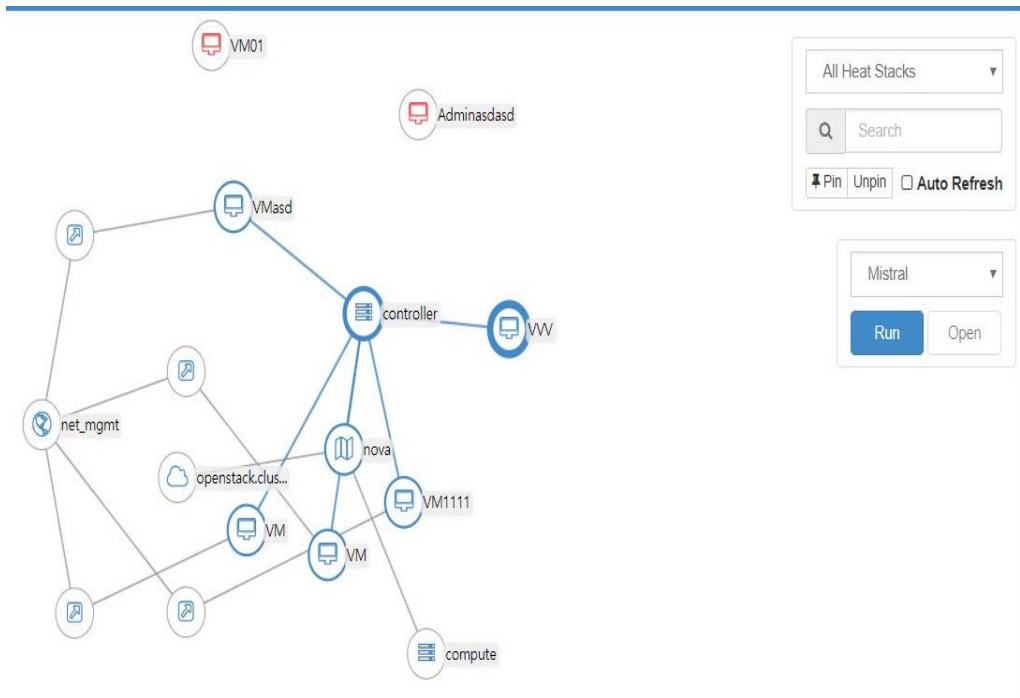 VM01
Adminasdasd
VMasd
controller
VVV
net_mgmt
nova
openstack.clus...
VM1111
VM
VM
compute
All Heat Stacks
Search
Pin Unpin Auto Refresh
Mistral
Run Open